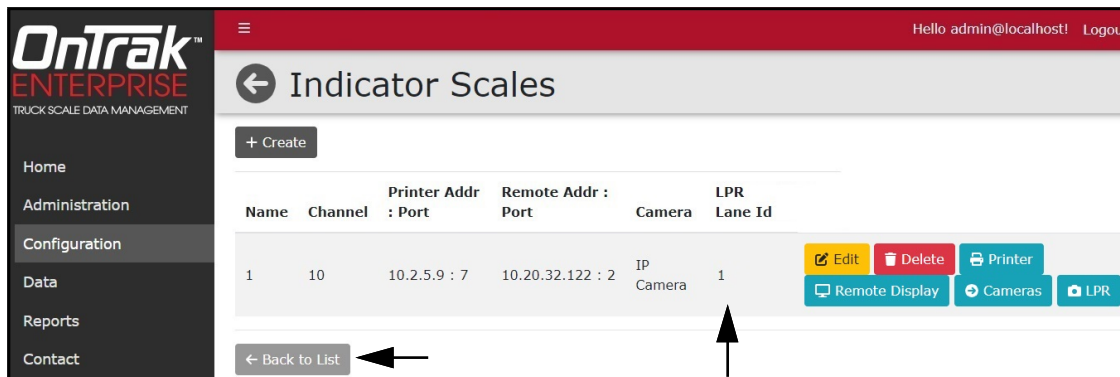 OnTrak™
ENTERPRISE
TRUCK SCALE DATA MANAGEMENT
Home
Administration
Configuration
Data
Reports
Contact
Hello admin@localhost! Logou
Indicator Scales
+ Create
Name Channel Printer Addr : Port Remote Addr : Port Camera LPR Lane Id
1 10 10.2.5.9 : 7 10.20.32.122 : 2 IP Camera 1
Edit Delete Printer
Remote Display Cameras LPR
← Back to List